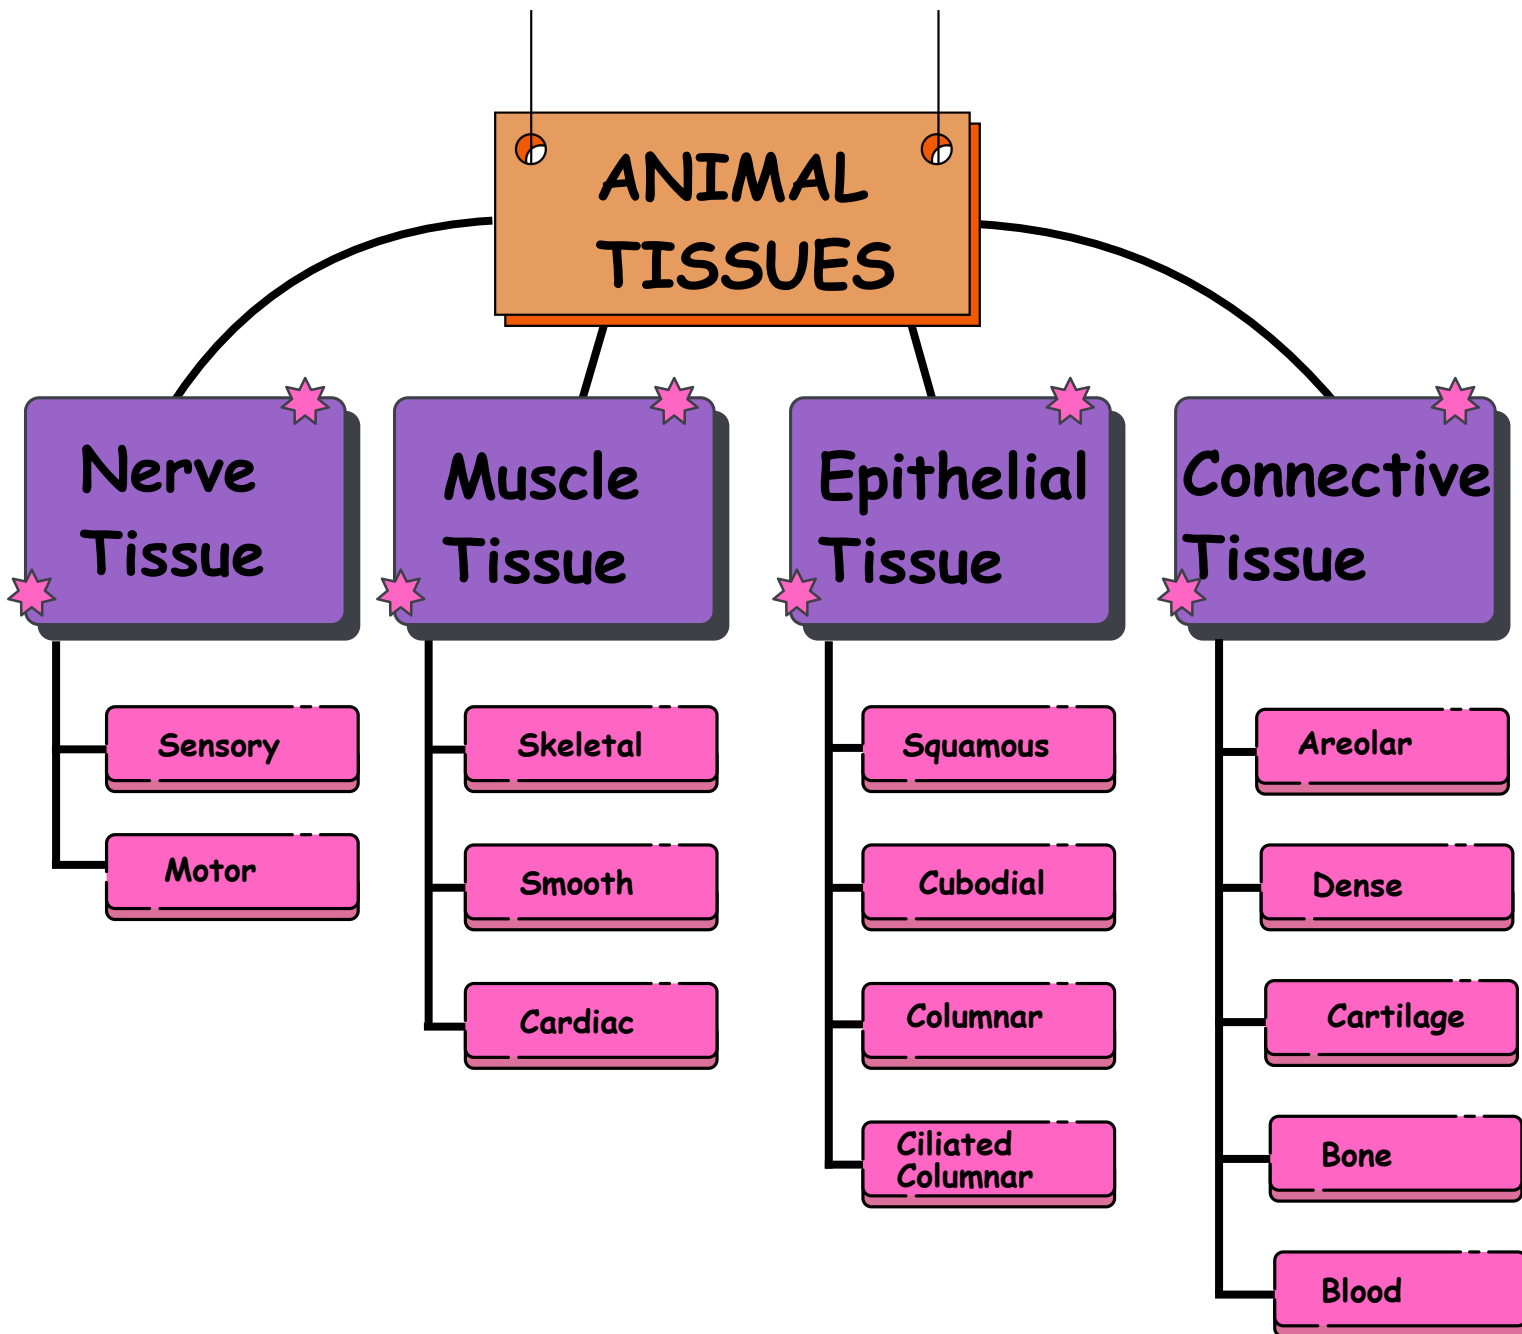 ANIMAL
TISSUES
Nerve
Tissue
Muscle
Tissue
Epithelial
Tissue
Connective
Tissue
Sensory
Motor
Skeletal
Smooth
Cardiac
Squamous
Cubodial
Columnar
Ciliated
Columnar
Areolar
Dense
Cartilage
Bone
Blood